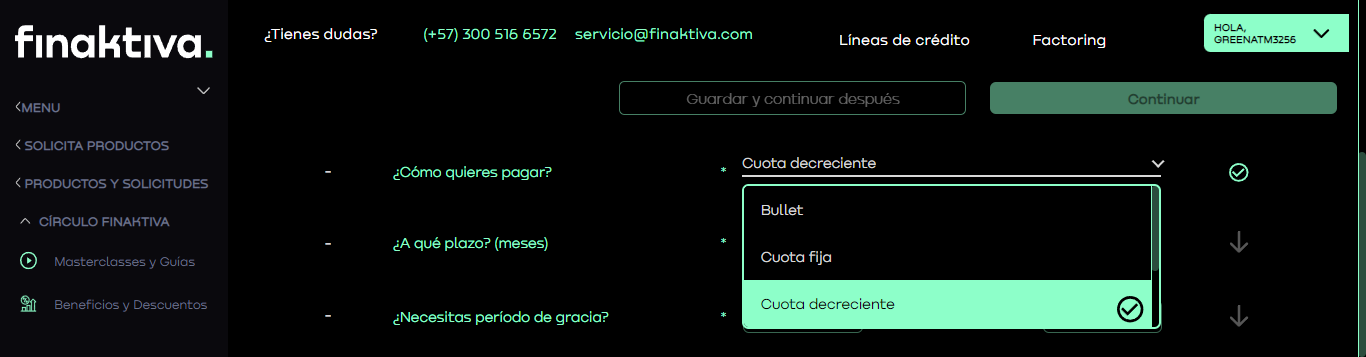 finaktiva.
¿Tienes dudas? (+57) 300 516 6572 servicio@finaktiva.com
Líneas de crédito Factoring
HOLA,
GREENATM3256
MENU
SOLICITA PRODUCTOS
PRODUCTOS Y SOLICITUDES
CÍRCULO FINAKTIVA
Masterclasses y Guias
Beneficios y Descuentos
Guardar y continuar después Continuar
- ¿Cómo quieres pagar? * Cuota decreciente
Bullet
- ¿A qué plazo? (meses) *
Cuota fija
Cuota decreciente
- ¿Necesitas período de gracia? *